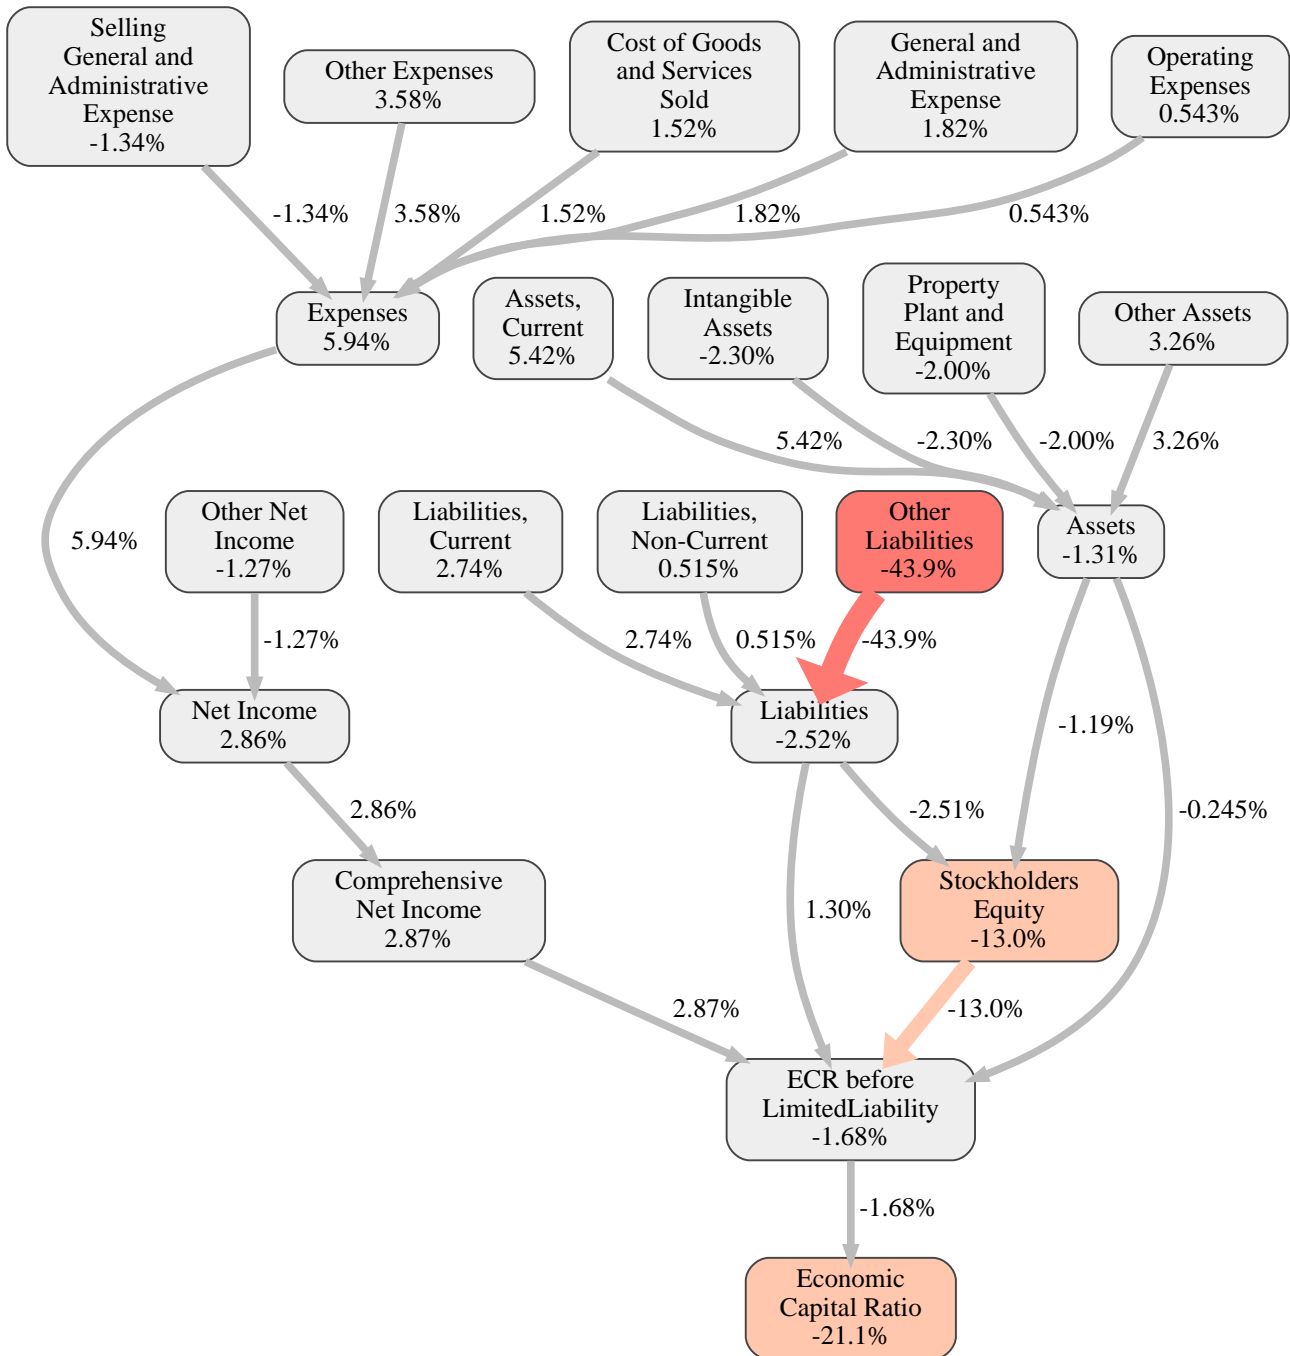 Selling
General and
Administrative
Expense
-1.34%
Other Expenses
3.58%
Cost of Goods
and Services
Sold
1.52%
General and
Administrative
Expense
1.82%
Operating
Expenses
0.543%
-1.34%
3.58%
1.52%
1.82%
0.543%
Expenses
5.94%
Assets,
Current
5.42%
Intangible
Assets
-2.30%
Property
Plant and
Equipment
-2.00%
Other Assets
3.26%
5.42%
-2.30%
-2.00%
3.26%
5.94%
Other Net
Income
-1.27%
Liabilities,
Current
2.74%
Liabilities,
Non-Current
0.515%
Other
Liabilities
-43.9%
Assets
-1.31%
-1.27%
2.74%
0.515%
-43.9%
Net Income
2.86%
Liabilities
-2.52%
-1.19%
2.86%
-2.51%
-0.245%
Comprehensive
Net Income
2.87%
1.30%
Stockholders
Equity
-13.0%
2.87%
-13.0%
ECR before
LimitedLiability
-1.68%
-1.68%
Economic
Capital Ratio
-21.1%